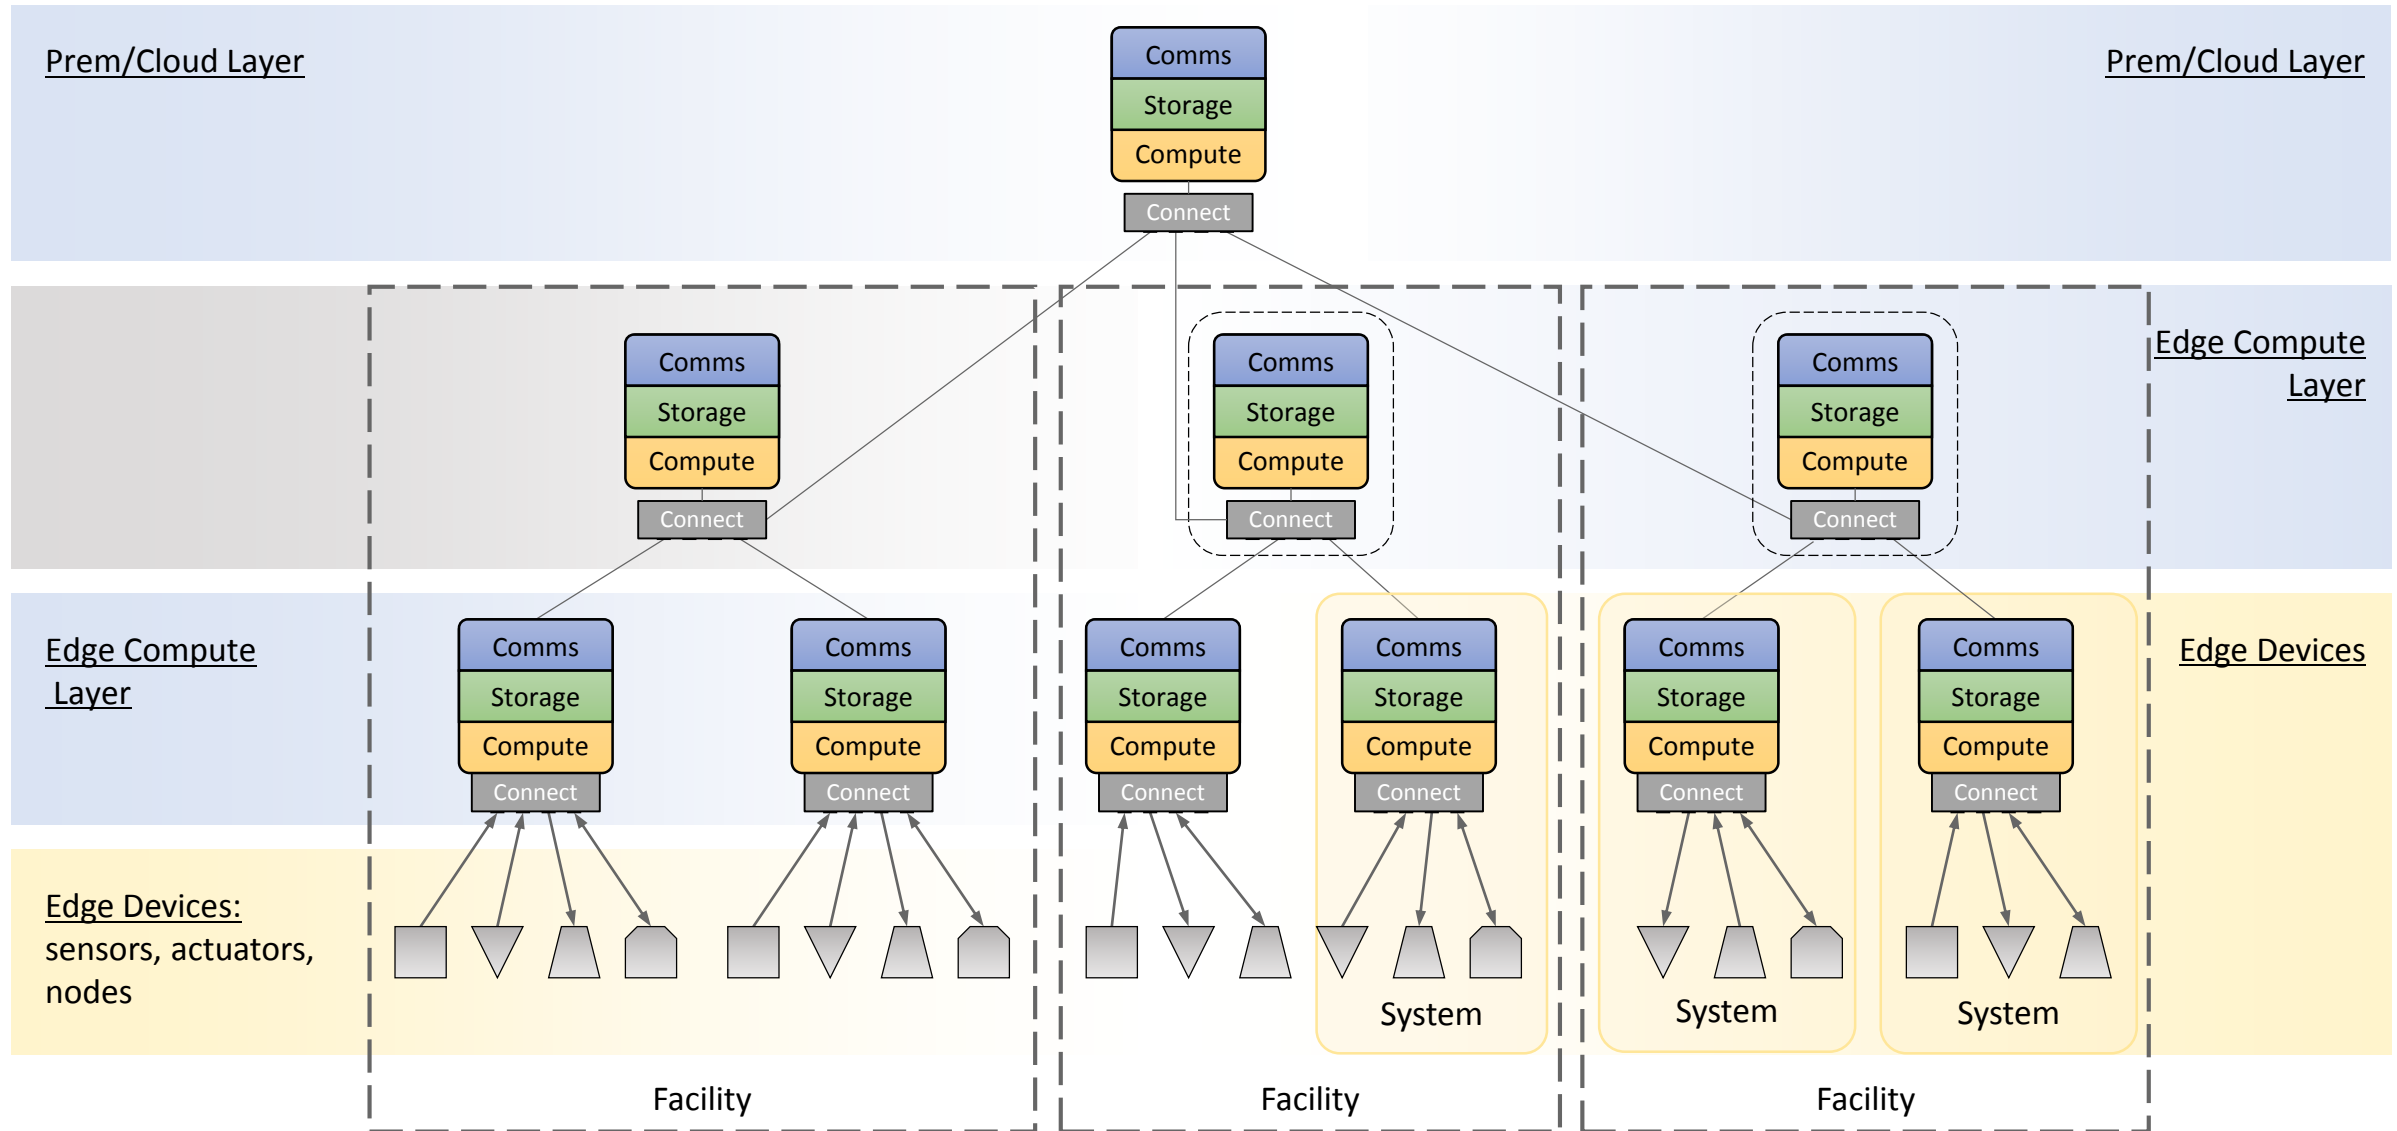 Prem/Cloud Layer
Comms
Storage
Compute
Connect
Prem/Cloud Layer
Comms
Storage
Compute
Connect
Comms
Storage
Compute
Connect
Comms
Storage
Compute
Connect
Edge Compute
Layer
Edge Compute
Layer
Comms
Storage
Compute
Connect
Comms
Storage
Compute
Connect
Comms
Storage
Compute
Connect
Comms
Storage
Compute
Connect
Comms
Storage
Compute
Connect
Comms
Storage
Compute
Connect
Edge Devices
Edge Devices:
sensors, actuators,
nodes
System
System
System
Facility
Facility
Facility